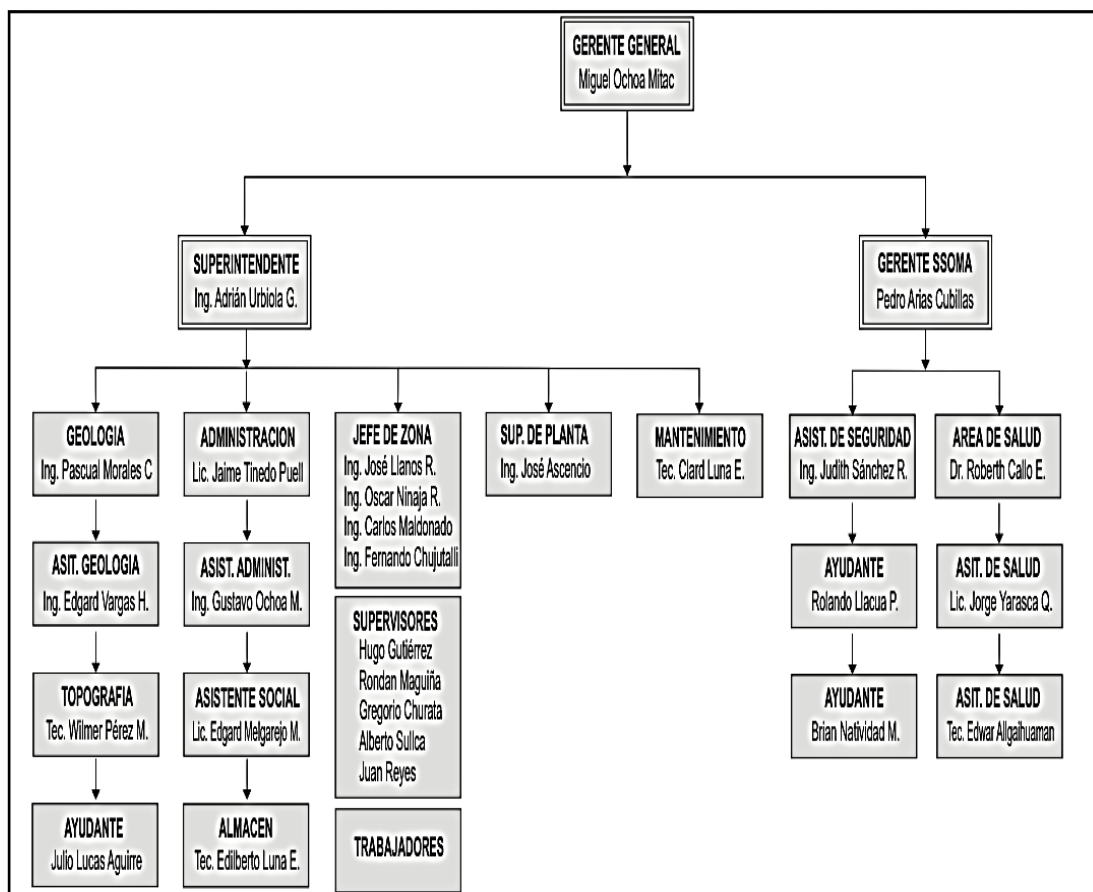 GERENTE GENERAL
Miguel Ochoa Mitac
SUPERINTENDENTE
Ing. Adrián Urbiola G.
GERENTE SSOMA
Pedro Arias Cubillas
GEOLOGIA
Ing. Pascual Morales C
ADMINISTRACION
Lic. Jaime Tinedo Puell
JEFE DE ZONA
Ing. José Llanos R.
Ing. Oscar Ninaja R.
Ing. Carlos Maldonado
Ing. Fernando Chujutalli
SUP. DE PLANTA
Ing. José Ascencio
MANTENIMIENTO
Tec. Clard Luna E.
ASIST. DE SEGURIDAD
Ing. Judith Sánchez R.
AREA DE SALUD
Dr. Roberth Callo E.
ASIT. GEOLOGIA
Ing. Edgard Vargas H.
ASIST. ADMINIST.
Ing. Gustavo Ochoa M.
SUPERVISORES
Hugo Gutiérrez
Rondan Maguiña
Gregorio Churata
Alberto Sullca
Juan Reyes
AYUDANTE
Rolando Llacua P.
ASIT. DE SALUD
Lic. Jorge Yarasca Q.
TOPOGRAFIA
Tec. Wilmer Pérez M.
ASISTENTE SOCIAL
Lic. Edgard Melgarejo M.
AYUDANTE
Brian Natividad M.
ASIT. DE SALUD
Tec. Edwar Allgaihuaman
AYUDANTE
Julio Lucas Aguirre
ALMACEN
Tec. Edilberto Luna E.
TRABAJADORES